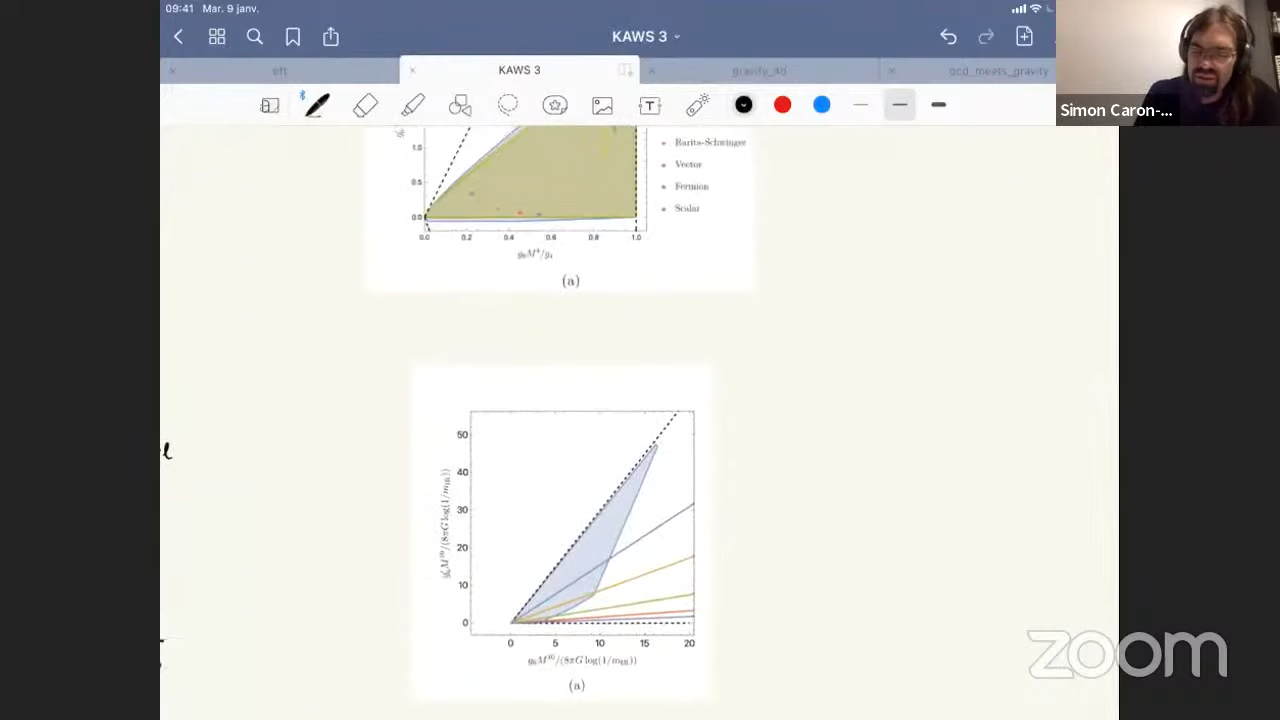 09:41 Mar. 9 janv.
KAWS 3
eft
KAWS 3
gravity_4d
qcd_meets_gravity
Simon Caron-...
1.0
0.5
0.0
0.0 0.2 0.4 0.6 0.8 1.0
(a)
Rarita-Schwinger
Vector
Fermion
Scalar
50
40
30
20
10
0
0 5 10 15 20
(a)
zoom